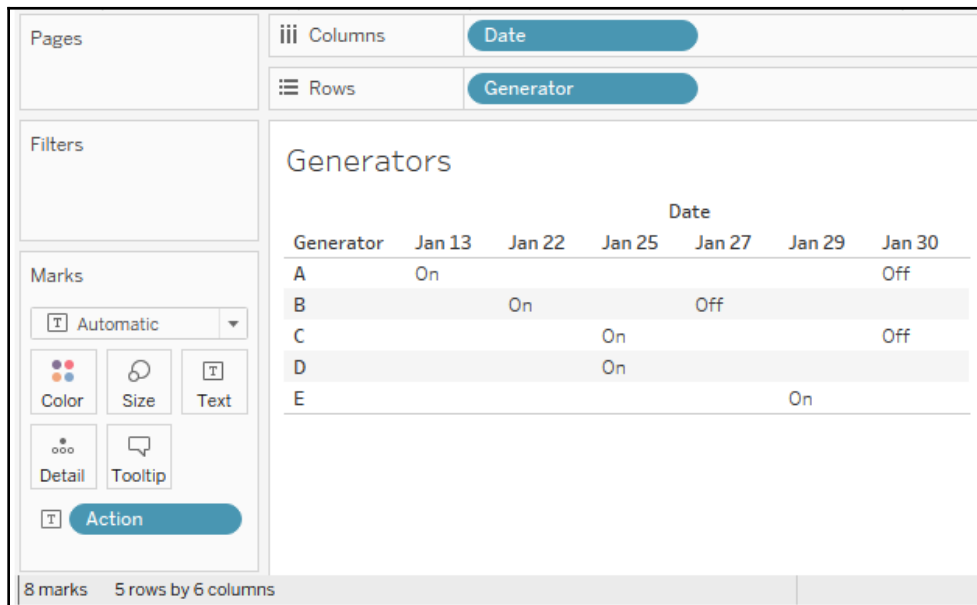 Pages
Columns Date
Rows Generator
Filters
Generators
Date
Generator Jan 13 Jan 22 Jan 25 Jan 27 Jan 29 Jan 30
A On Off
B On Off
C On Off
D On
E On
Marks
T Automatic
Color Size T Text
Detail Tooltip
T Action
8 marks 5 rows by 6 columns